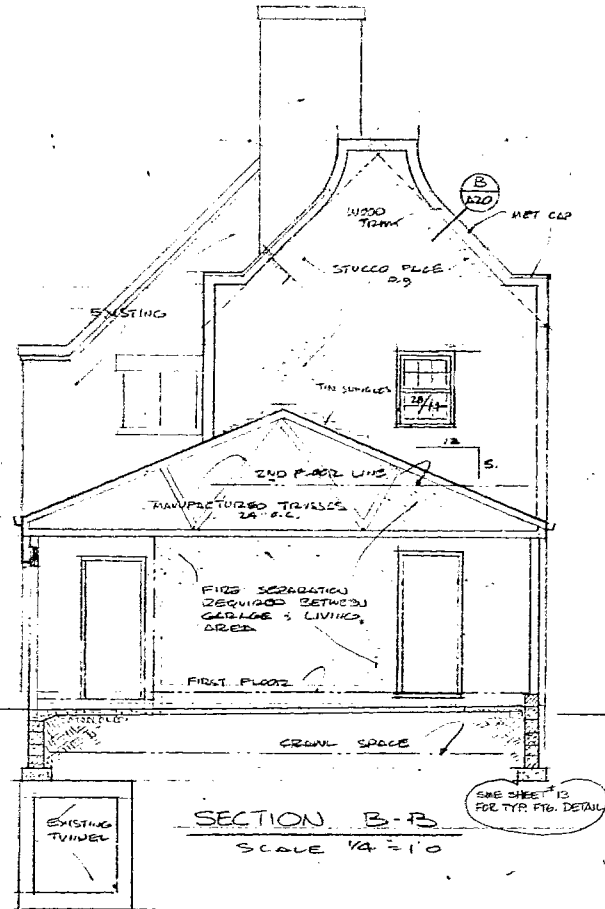 B
A20
WOOD
TRIM
MET CAP
STUCCO FACE
EXISTING
TIN SHINGLES
28/
12
5.
2ND FLOOR LINE
MANUFACTURED TRUSSES
24" O.C.
FIRE SEPARATION
REQUIRED BETWEEN
GARAGE & LIVING
AREA
FIRST FLOOR
CRAWL SPACE
EXISTING
TUNNEL
SECTION B-B
SCALE 1/4 = 1'0
SEE SHEET #13
FOR TYP. FTG. DETAIL